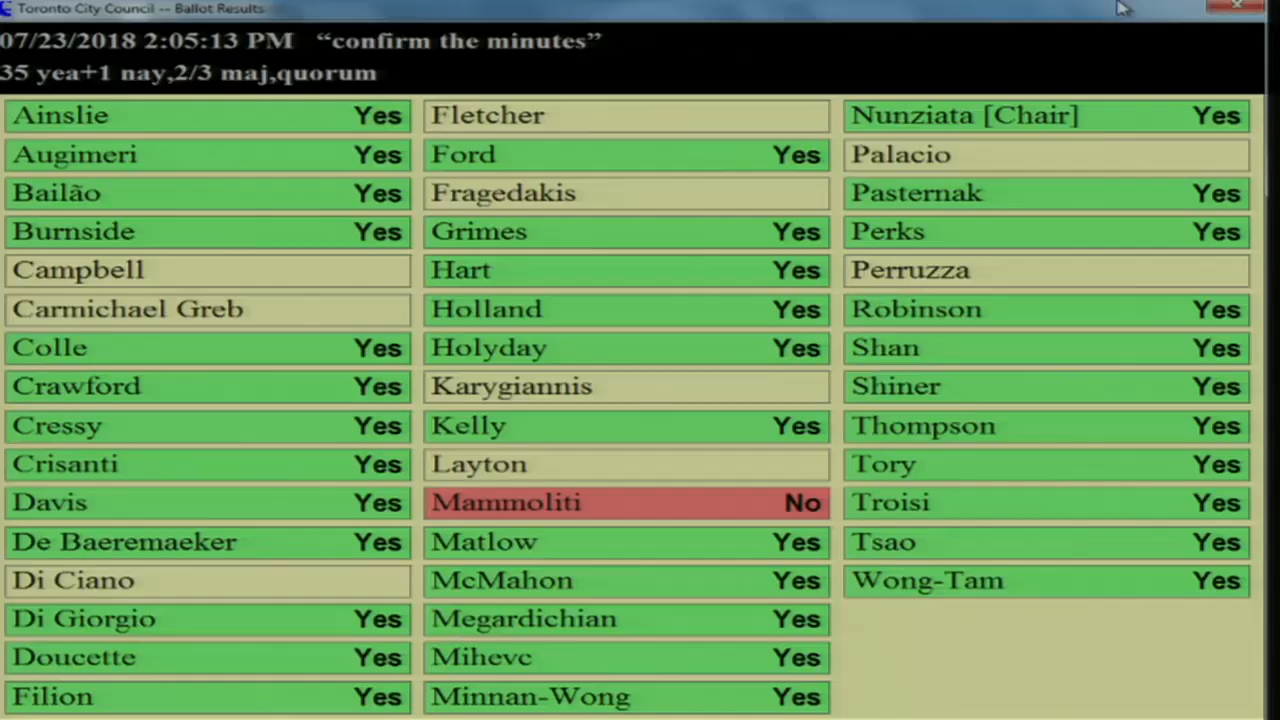 Toronto City Council -- Ballot Results
07/23/2018 2:05:13 PM “confirm the minutes”
35 yea+1 nay,2/3 maj,quorum
Ainslie Yes
Augimeri Yes
Bailão Yes
Burnside Yes
Campbell
Carmichael Greb
Colle Yes
Crawford Yes
Cressy Yes
Crisanti Yes
Davis Yes
De Baeremaeker Yes
Di Ciano
Di Giorgio Yes
Doucette Yes
Filion Yes
Fletcher
Ford Yes
Fragedakis
Grimes Yes
Hart Yes
Holland Yes
Holyday Yes
Karygiannis
Kelly Yes
Layton
Mammoliti No
Matlow Yes
McMahon Yes
Megardichian Yes
Mihevc Yes
Minnan-Wong Yes
Nunziata [Chair] Yes
Palacio
Pasternak Yes
Perks Yes
Perruzza
Robinson Yes
Shan Yes
Shiner Yes
Thompson Yes
Tory Yes
Troisi Yes
Tsao Yes
Wong-Tam Yes